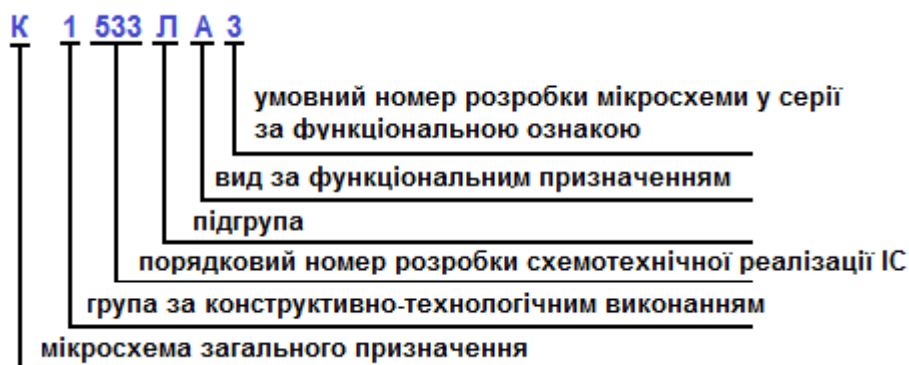 К 1 533 Л А 3
умовний номер розробки мікросхеми у серії
за функціональною ознакою
вид за функціональним призначенням
підгрупа
порядковий номер розробки схемотехнічної реалізації ІС
група за конструктивно-технологічним виконанням
мікросхема загального призначення